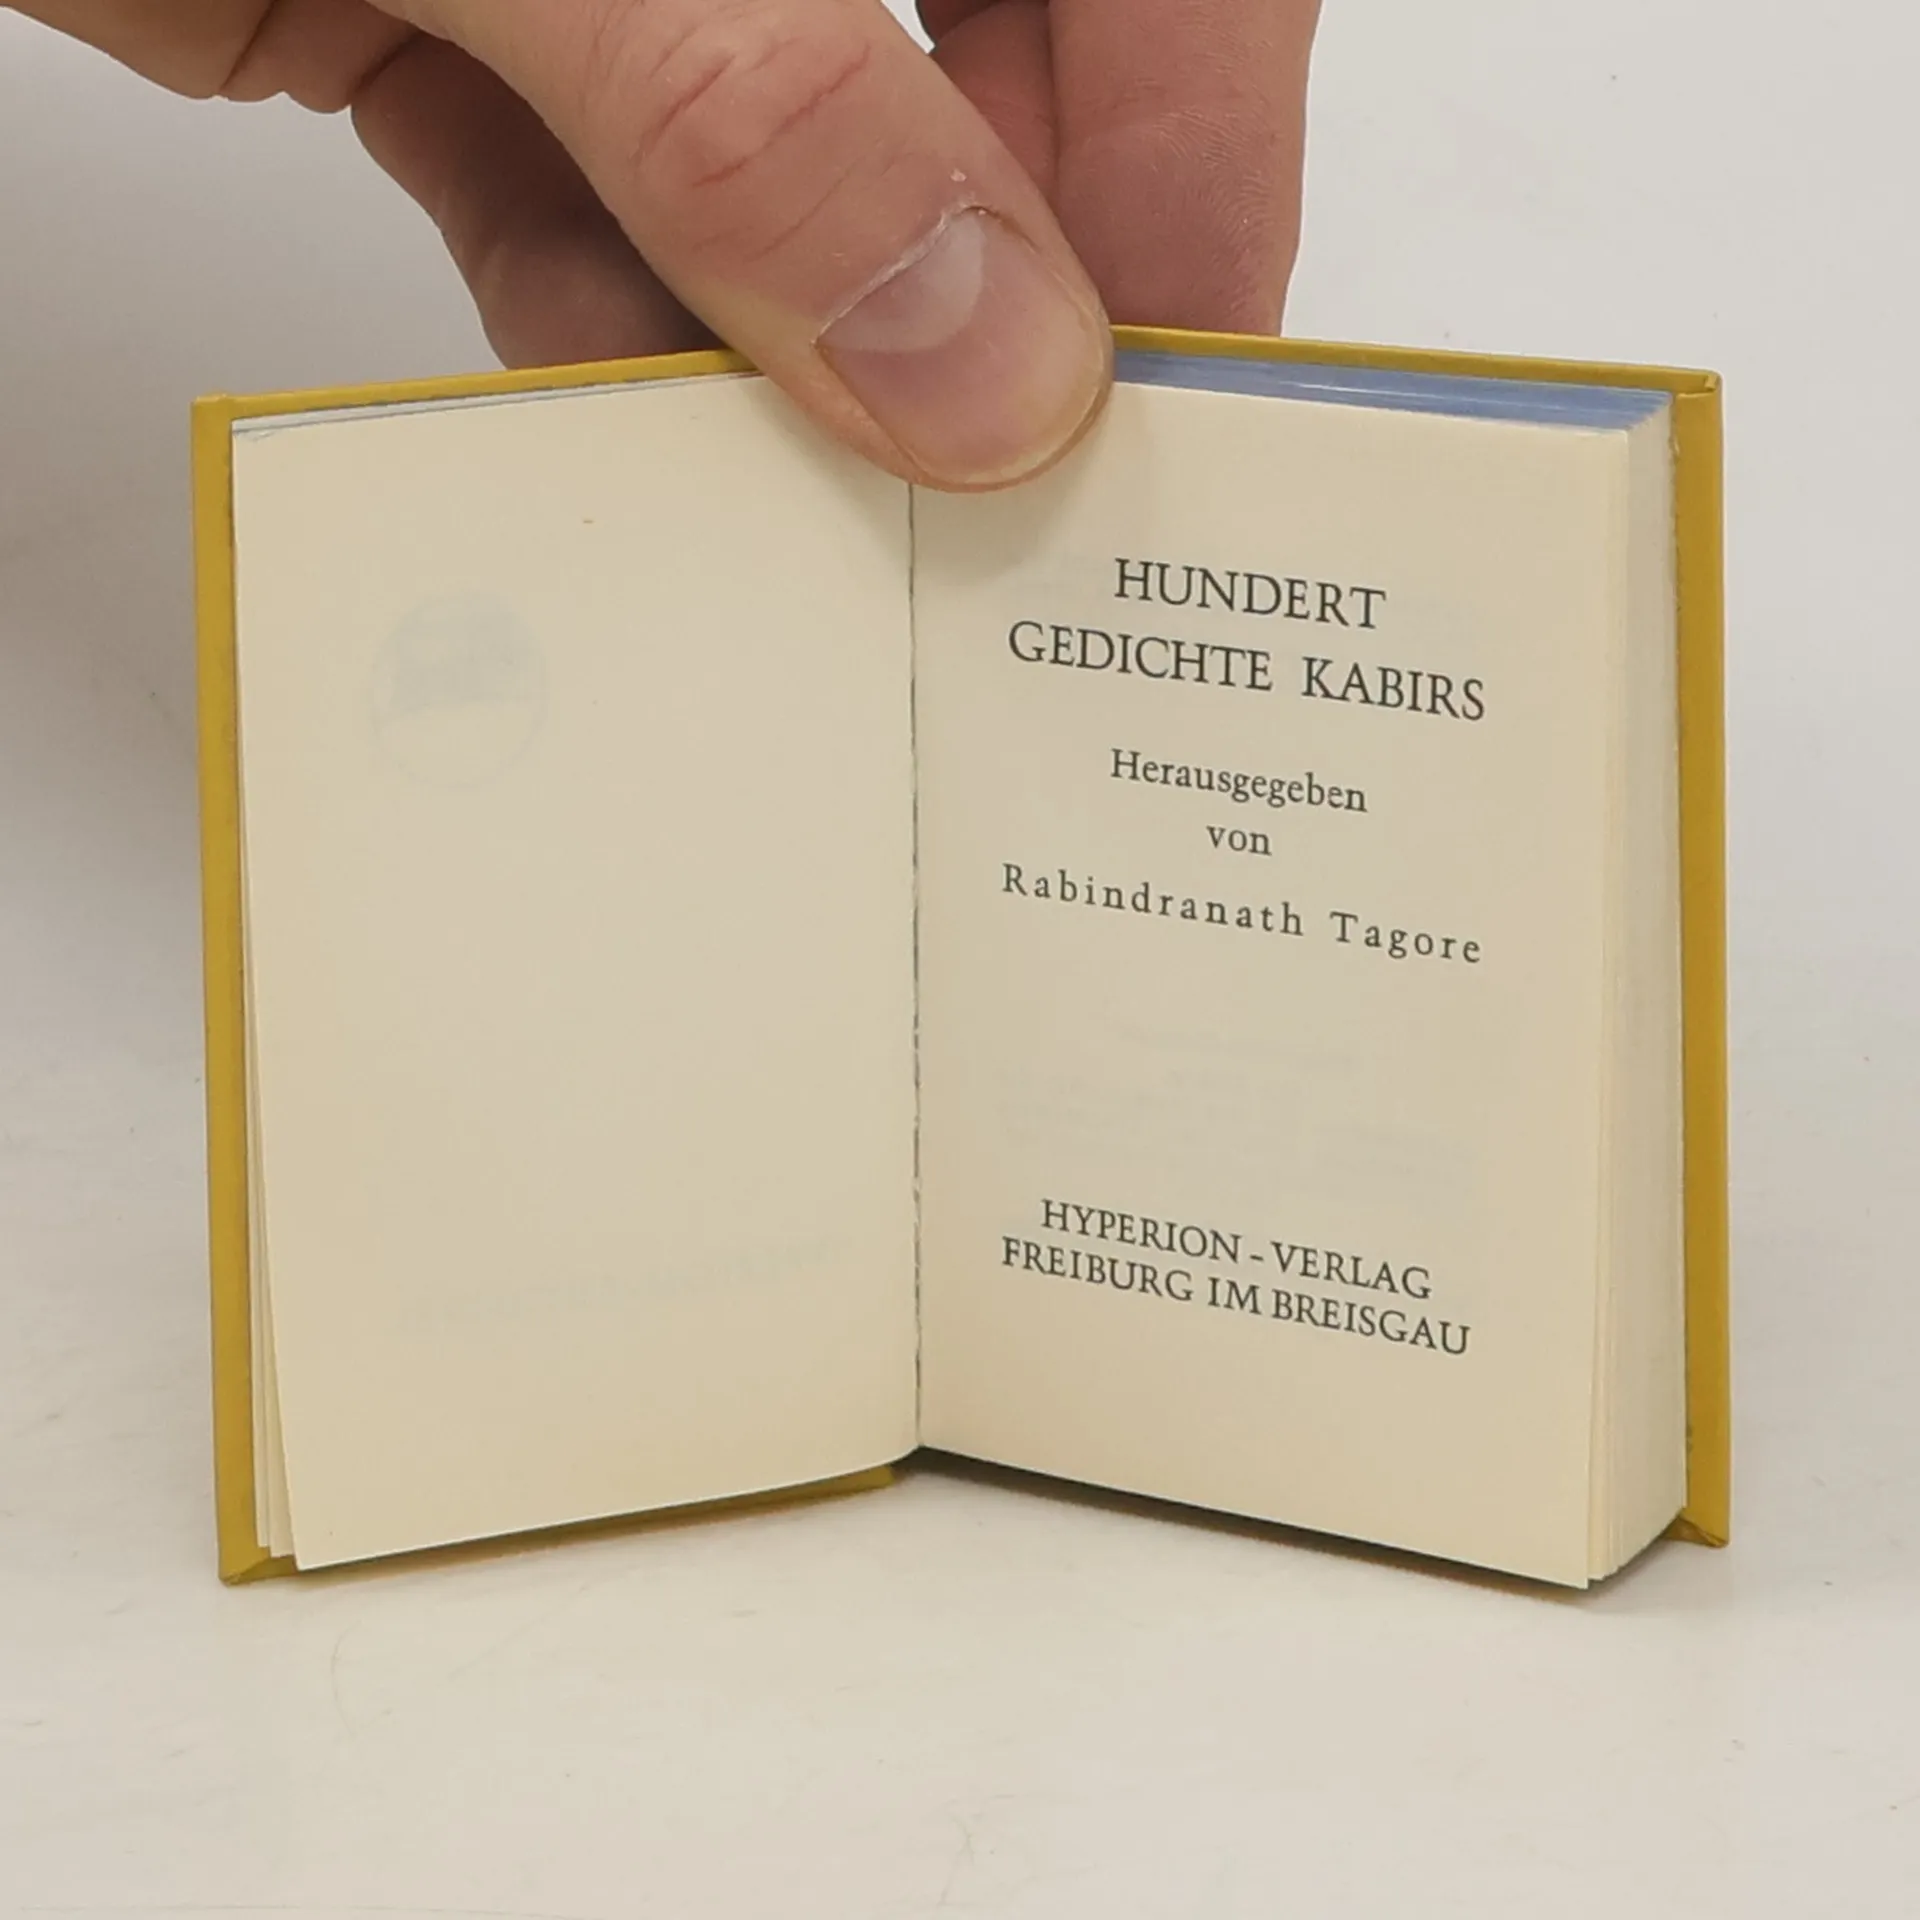 HUNDERT
GEDICHTE KABIRS
Herausgegeben
von
Rabindranath Tagore
HYPERION-VERLAG
FREIBURG IM BREISGAU